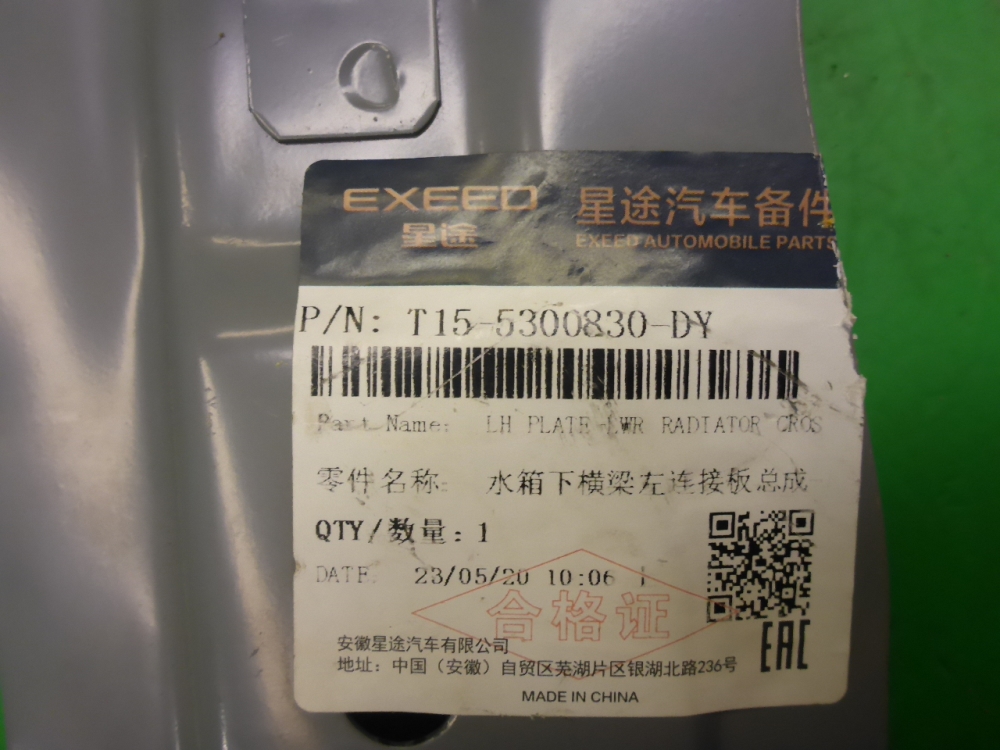 EXEED
星途
星途汽车备件
EXEED AUTOMOBILE PARTS
P/N: T15-5300830-DY
Part Name: LH PLATE-LWR RADIATOR CROS
零件名称: 水箱下横梁左连接板总成
QTY/数量: 1
DATE 23/05/20 10:06
合格证
安徽星途汽车有限公司
地址: 中国（安徽）自贸区芜湖片区银湖北路236号
EAC
MADE IN CHINA